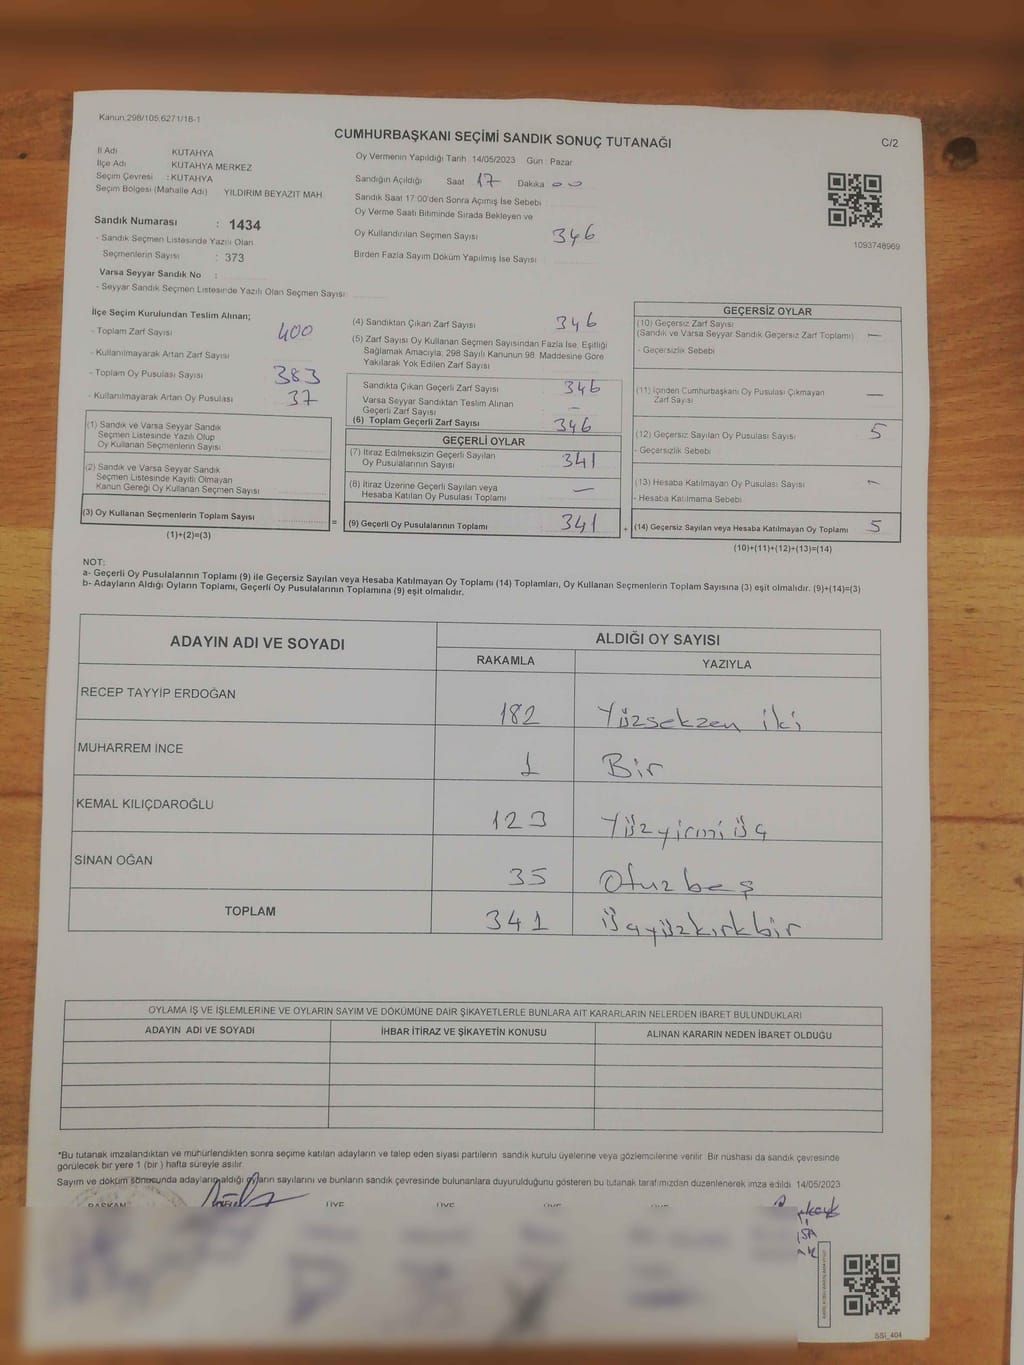 Kanun:298/105,6271/18-1
CUMHURBAŞKANI SEÇİMİ SANDIK SONUÇ TUTANAĞI
C/2
İl Adı KUTAHYA
İlçe Adı KUTAHYA MERKEZ
Seçim Çevresi : KUTAHYA
Seçim Bölgesi (Mahalle Adı) YILDIRIM BEYAZIT MAH.
Sandık Numarası : 1434
- Sandık Seçmen Listesinde Yazılı Olan
Seçmenlerin Sayısı : 373
Varsa Seyyar Sandık No :
- Seyyar Sandık Seçmen Listesinde Yazılı Olan Seçmen Sayısı:
Oy Vermenin Yapıldığı Tarih : 14/05/2023 Gün : Pazar
Sandığın Açıldığı Saat 17 Dakika 00
Sandık Saat 17:00'den Sonra Açımış İse Sebebi
Oy Verme Saati Bitiminde Sırada Bekleyen ve
Oy Kullandırılan Seçmen Sayısı 346
Birden Fazla Sayım Döküm Yapılmış İse Sayısı
1093748969
İlçe Seçim Kurulundan Teslim Alınan;
- Toplam Zarf Sayısı 400
- Kullanılmayarak Artan Zarf Sayısı
- Toplam Oy Pusulası Sayısı 383
- Kullanılmayarak Artan Oy Pusulası 37
(1) Sandık ve Varsa Seyyar Sandık
Seçmen Listesinde Yazılı Olup
Oy Kullanan Seçmenlerin Sayısı
(2) Sandık ve Varsa Seyyar Sandık
Seçmen Listesinde Kayıtlı Olmayan
Kanun Gereği Oy Kullanan Seçmen Sayısı
(3) Oy Kullanan Seçmenlerin Toplam Sayısı =
(1)+(2)=(3)
(4) Sandıktan Çıkan Zarf Sayısı 346
(5) Zarf Sayısı Oy Kullanan Seçmen Sayısından Fazla İse, Eşitliği
Sağlamak Amacıyla; 298 Sayılı Kanunun 98. Maddesine Göre
Yakılarak Yok Edilen Zarf Sayısı
Sandıkta Çıkan Geçerli Zarf Sayısı 346
Varsa Seyyar Sandıktan Teslim Alınan
Geçerli Zarf Sayısı —
(6) Toplam Geçerli Zarf Sayısı 346
GEÇERLİ OYLAR
(7) İtiraz Edilmeksizin Geçerli Sayılan
Oy Pusulalarının Sayısı 341
(8) İtiraz Üzerine Geçerli Sayılan veya
Hesaba Katılan Oy Pusulası Toplamı —
(9) Geçerli Oy Pusulalarının Toplamı 341 +
GEÇERSİZ OYLAR
(10) Geçersiz Zarf Sayısı
(Sandık ve Varsa Seyyar Sandık Geçersiz Zarf Toplamı) —
- Geçersizlik Sebebi
(11) İçinden Cumhurbaşkanı Oy Pusulası Çıkmayan
Zarf Sayısı —
(12) Geçersiz Sayılan Oy Pusulası Sayısı 5
- Geçersizlik Sebebi
(13) Hesaba Katılmayan Oy Pusulası Sayısı —
- Hesaba Katılmama Sebebi
(14) Geçersiz Sayılan veya Hesaba Katılmayan Oy Toplamı 5
(10)+(11)+(12)+(13)=(14)
NOT:
a- Geçerli Oy Pusulalarının Toplamı (9) ile Geçersiz Sayılan veya Hesaba Katılmayan Oy Toplamı (14) Toplamları, Oy Kullanan Seçmenlerin Toplam Sayısına (3) eşit olmalıdır. (9)+(14)=(3)
b- Adayların Aldığı Oyların Toplamı, Geçerli Oy Pusulalarının Toplamına (9) eşit olmalıdır.
ADAYIN ADI VE SOYADI ALDIĞI OY SAYISI
RAKAMLA YAZIYLA
RECEP TAYYİP ERDOĞAN 182 Yüzseksen iki
MUHARREM İNCE 1 Bir
KEMAL KILIÇDAROĞLU 123 Yüzyirmi üç
SİNAN OĞAN 35 Otuz beş
TOPLAM 341 üçyüzkırkbir
OYLAMA İŞ VE İŞLEMLERİNE VE OYLARIN SAYIM VE DÖKÜMÜNE DAİR ŞİKAYETLERLE BUNLARA AİT KARARLARIN NELERDEN İBARET BULUNDUKLARI
ADAYIN ADI VE SOYADI İHBAR İTİRAZ VE ŞİKAYETİN KONUSU ALINAN KARARIN NEDEN İBARET OLDUĞU
*Bu tutanak imzalandıktan ve mühürlendikten sonra seçime katılan adayların ve talep eden siyasi partilerin sandık kurulu üyelerine veya gözlemcilerine verilir. Bir nüshası da sandık çevresinde
görülecek bir yere 1 (bir ) hafta süreyle asılır.
Sayım ve döküm sonucunda adayların aldığı oyların sayılarını ve bunların sandık çevresinde bulunanlara duyurulduğunu gösteren bu tutanak tarafımızdan düzenlenerek imza edildi. 14/05/2023
BAŞKAN ÜYE ÜYE ÜYE ÜYE
SSİ_404